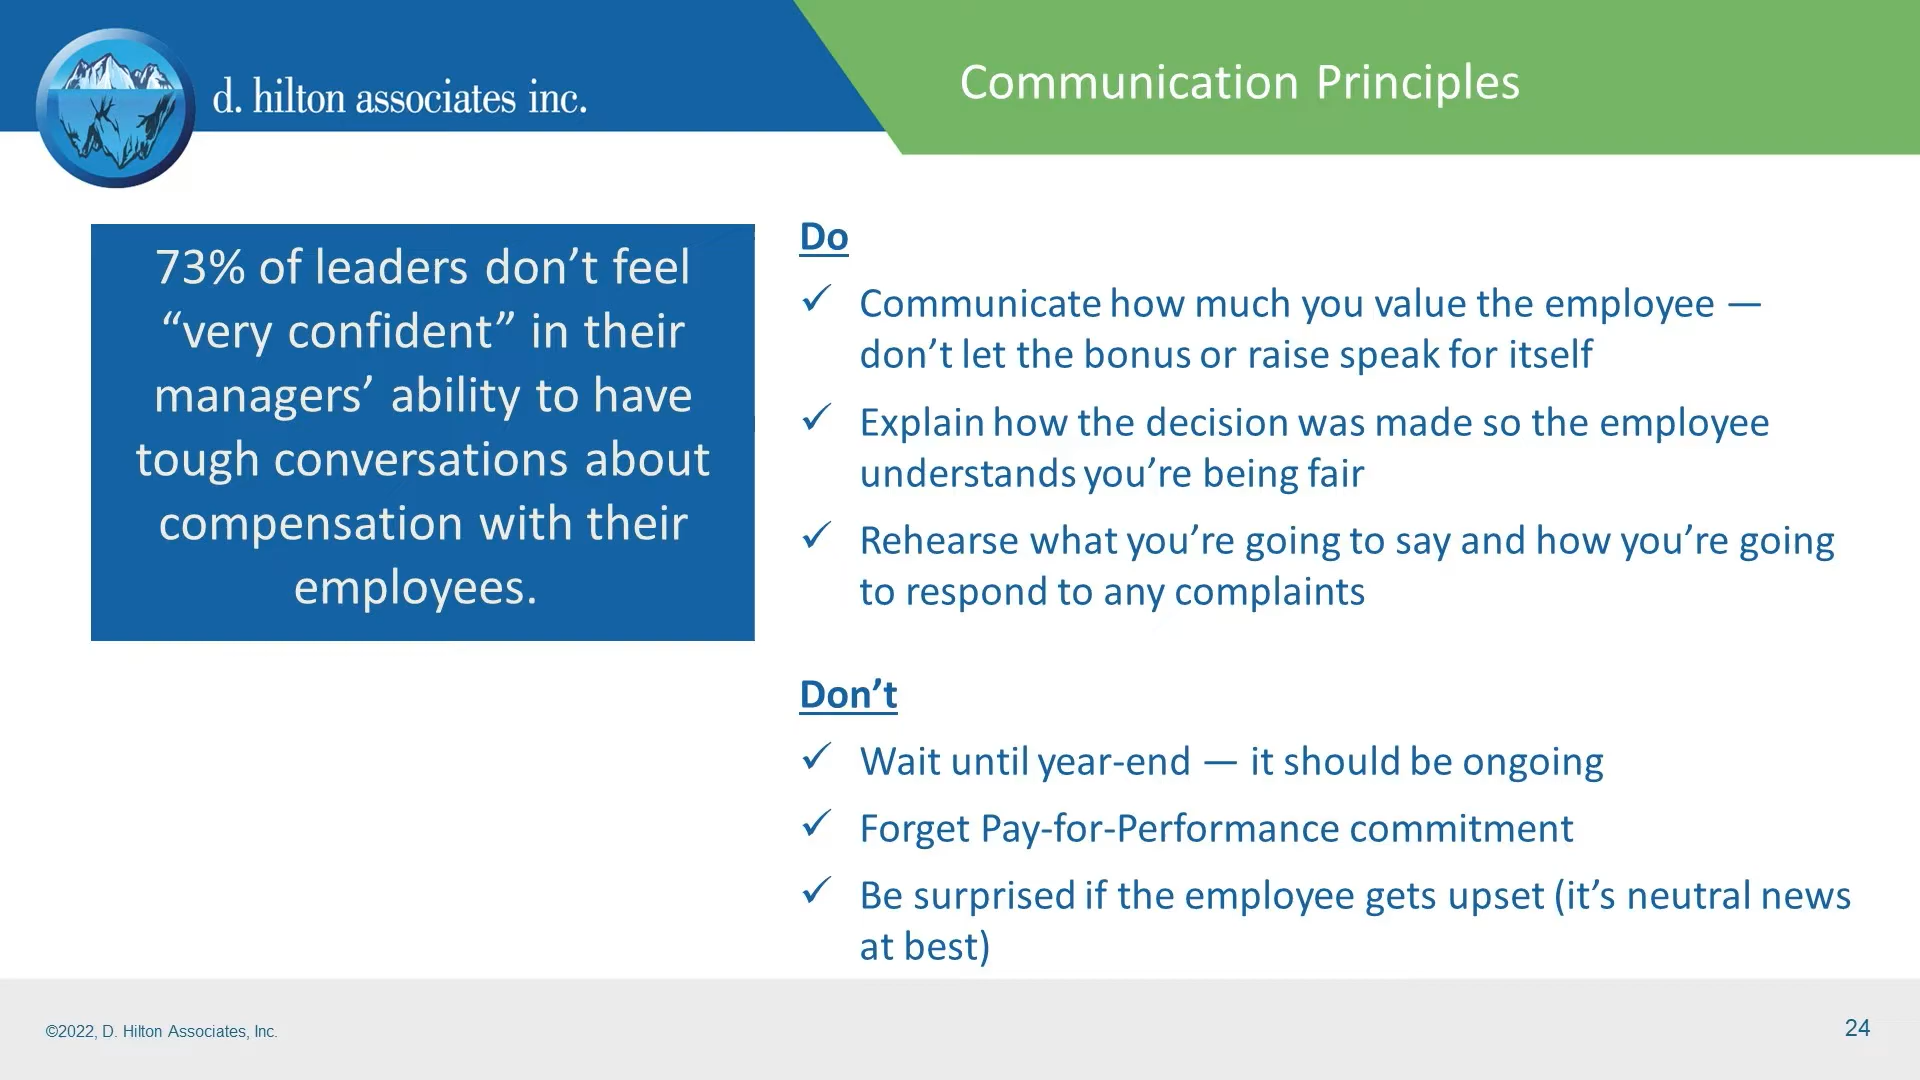 d. hilton associates inc.
Communication Principles
73% of leaders don’t feel
“very confident” in their
managers’ ability to have
tough conversations about
compensation with their
employees.
Do
✓ Communicate how much you value the employee —
don’t let the bonus or raise speak for itself
✓ Explain how the decision was made so the employee
understands you’re being fair
✓ Rehearse what you’re going to say and how you’re going
to respond to any complaints
Don’t
✓ Wait until year-end — it should be ongoing
✓ Forget Pay-for-Performance commitment
✓ Be surprised if the employee gets upset (it’s neutral news
at best)
©2022, D. Hilton Associates, Inc.
24